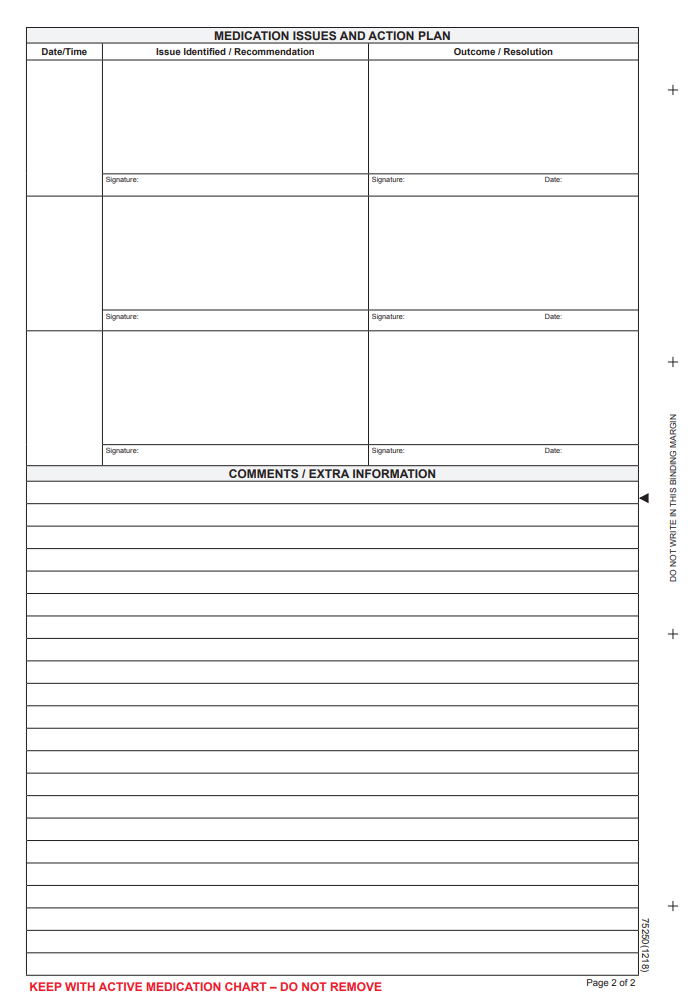 MEDICATION ISSUES AND ACTION PLAN
Date/Time Issue Identified / Recommendation Outcome / Resolution
Signature: Signature: Date:
Signature: Signature: Date:
Signature: Signature: Date:
COMMENTS / EXTRA INFORMATION
DO NOT WRITE IN THIS BINDING MARGIN
75250(1218)
KEEP WITH ACTIVE MEDICATION CHART – DO NOT REMOVE
Page 2 of 2